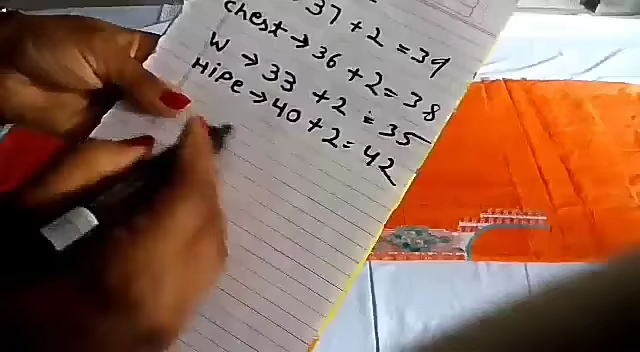 37 + 2 = 39
chest → 36 + 2 = 38
W → 33 + 2 = 35
Hipe → 40 + 2 = 42